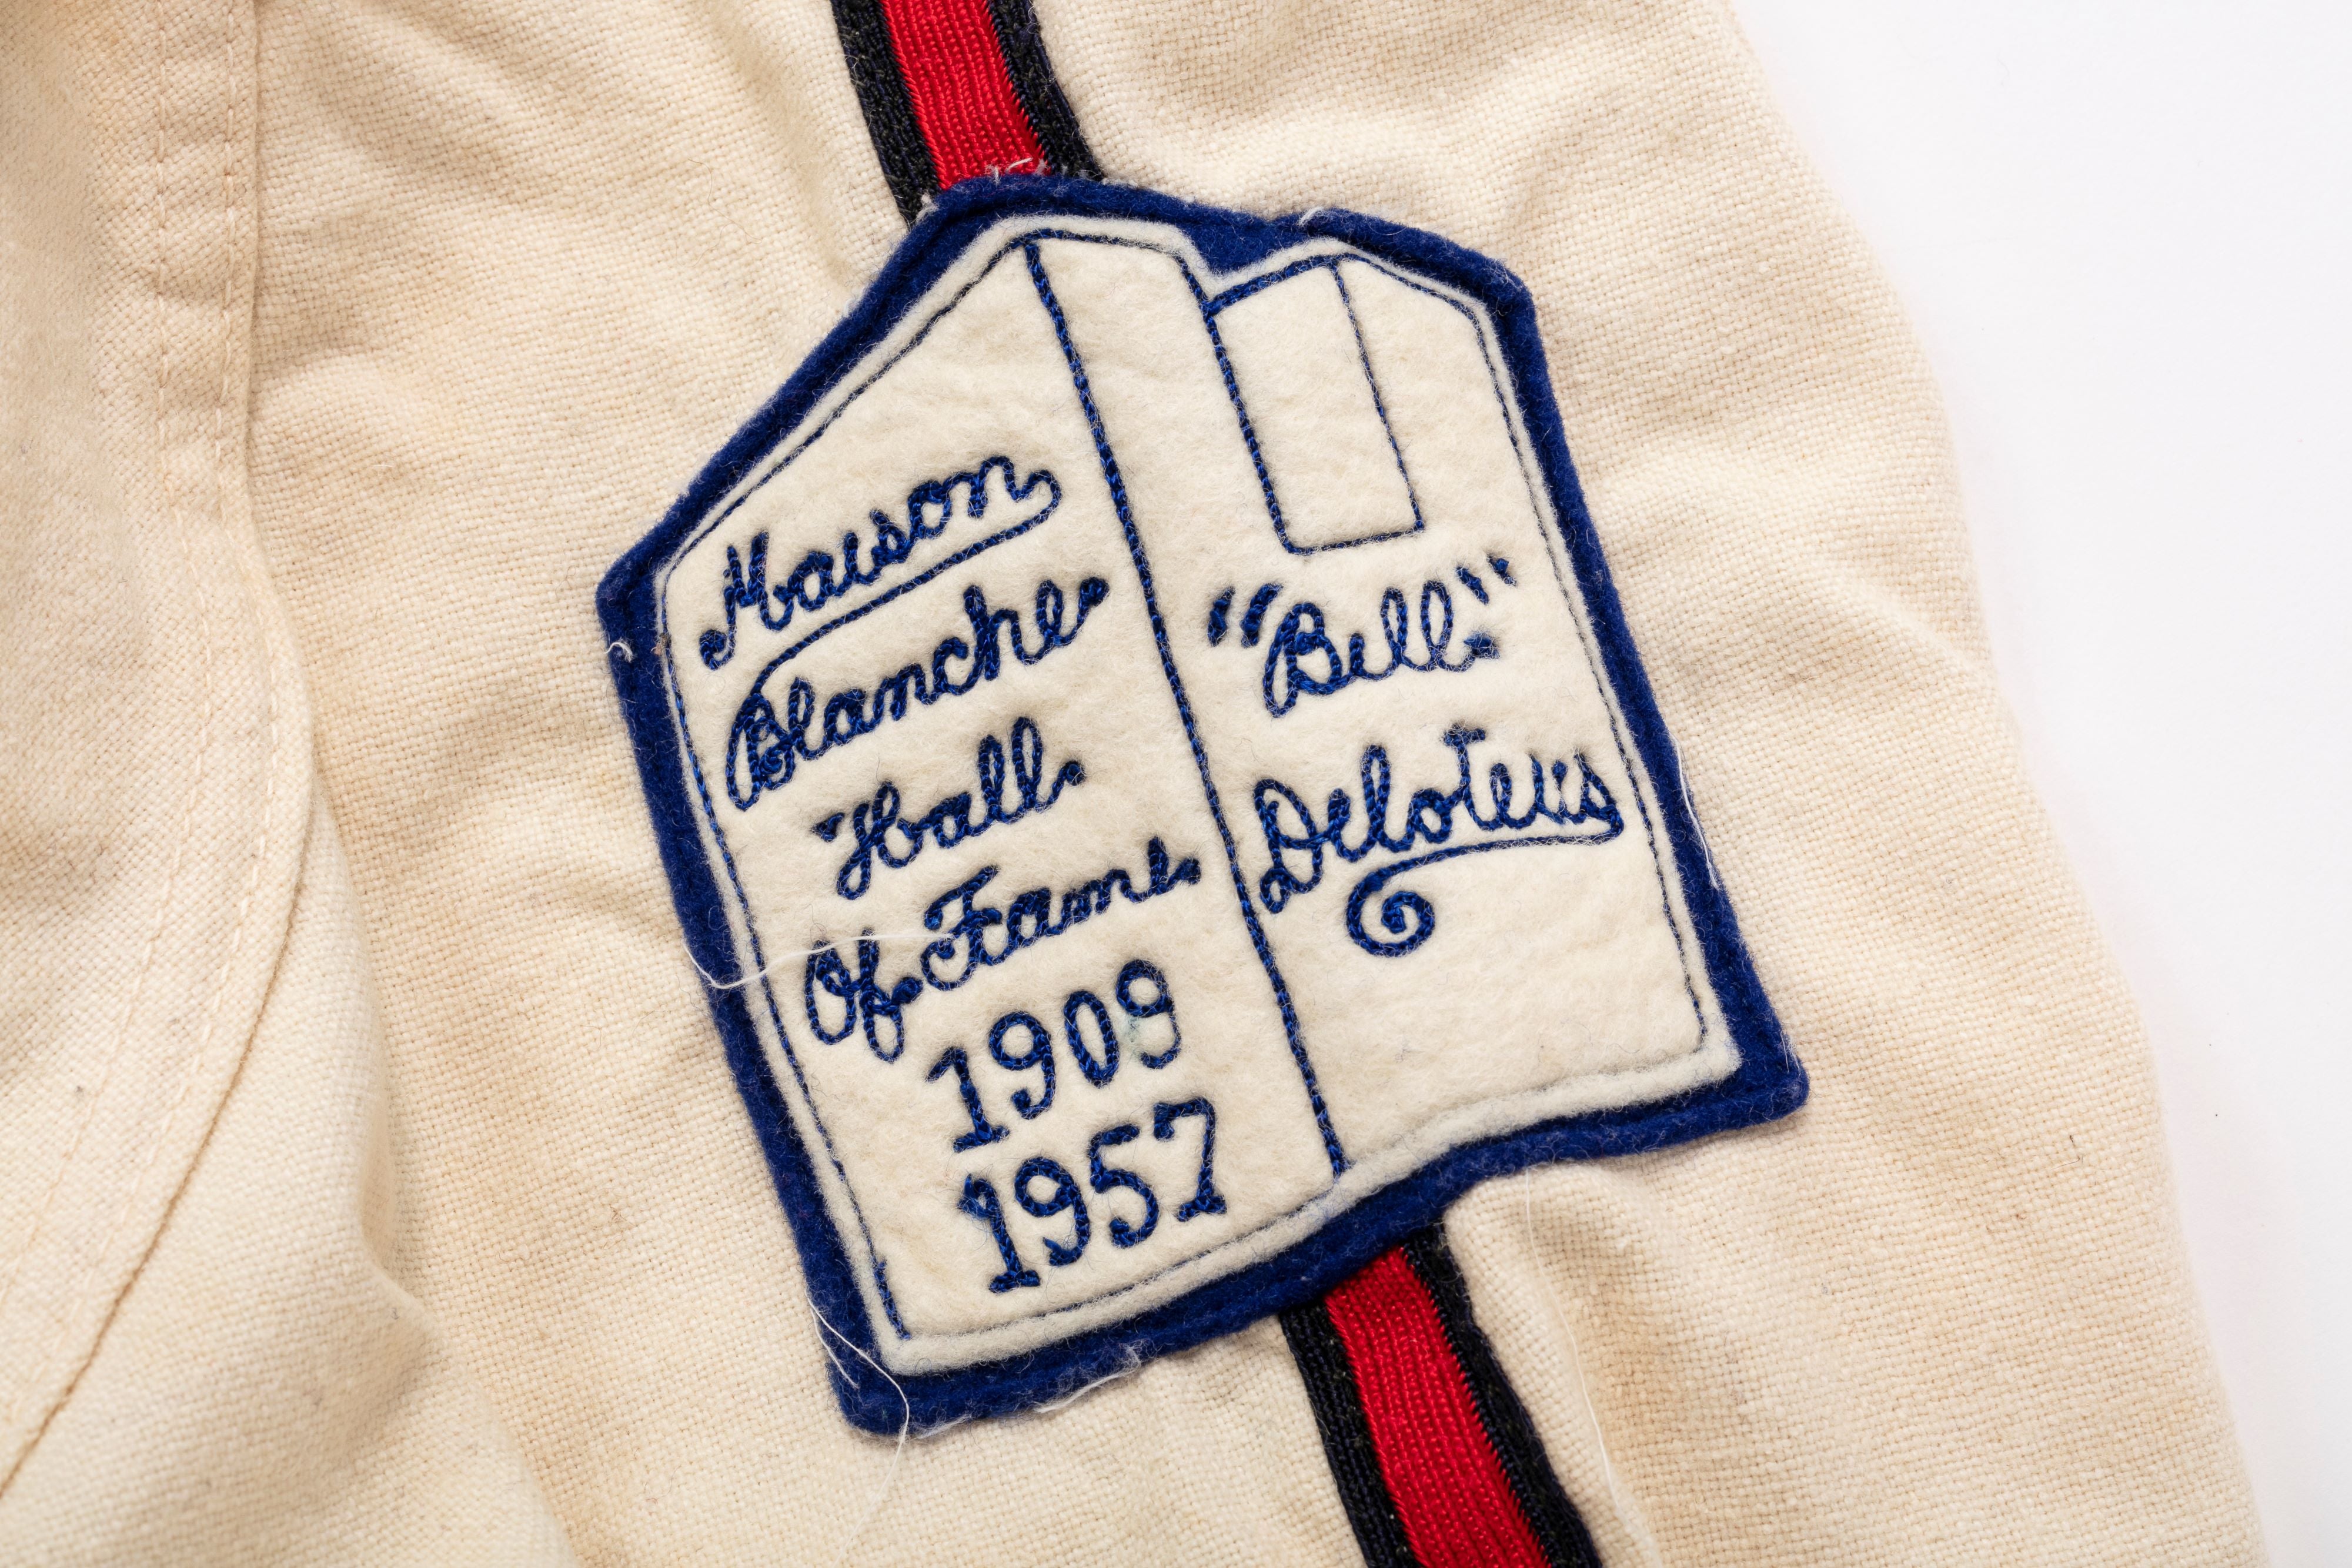 Maison
Blanche
Hall
Of Fame
1909
1957
"Bill"
Deloteus